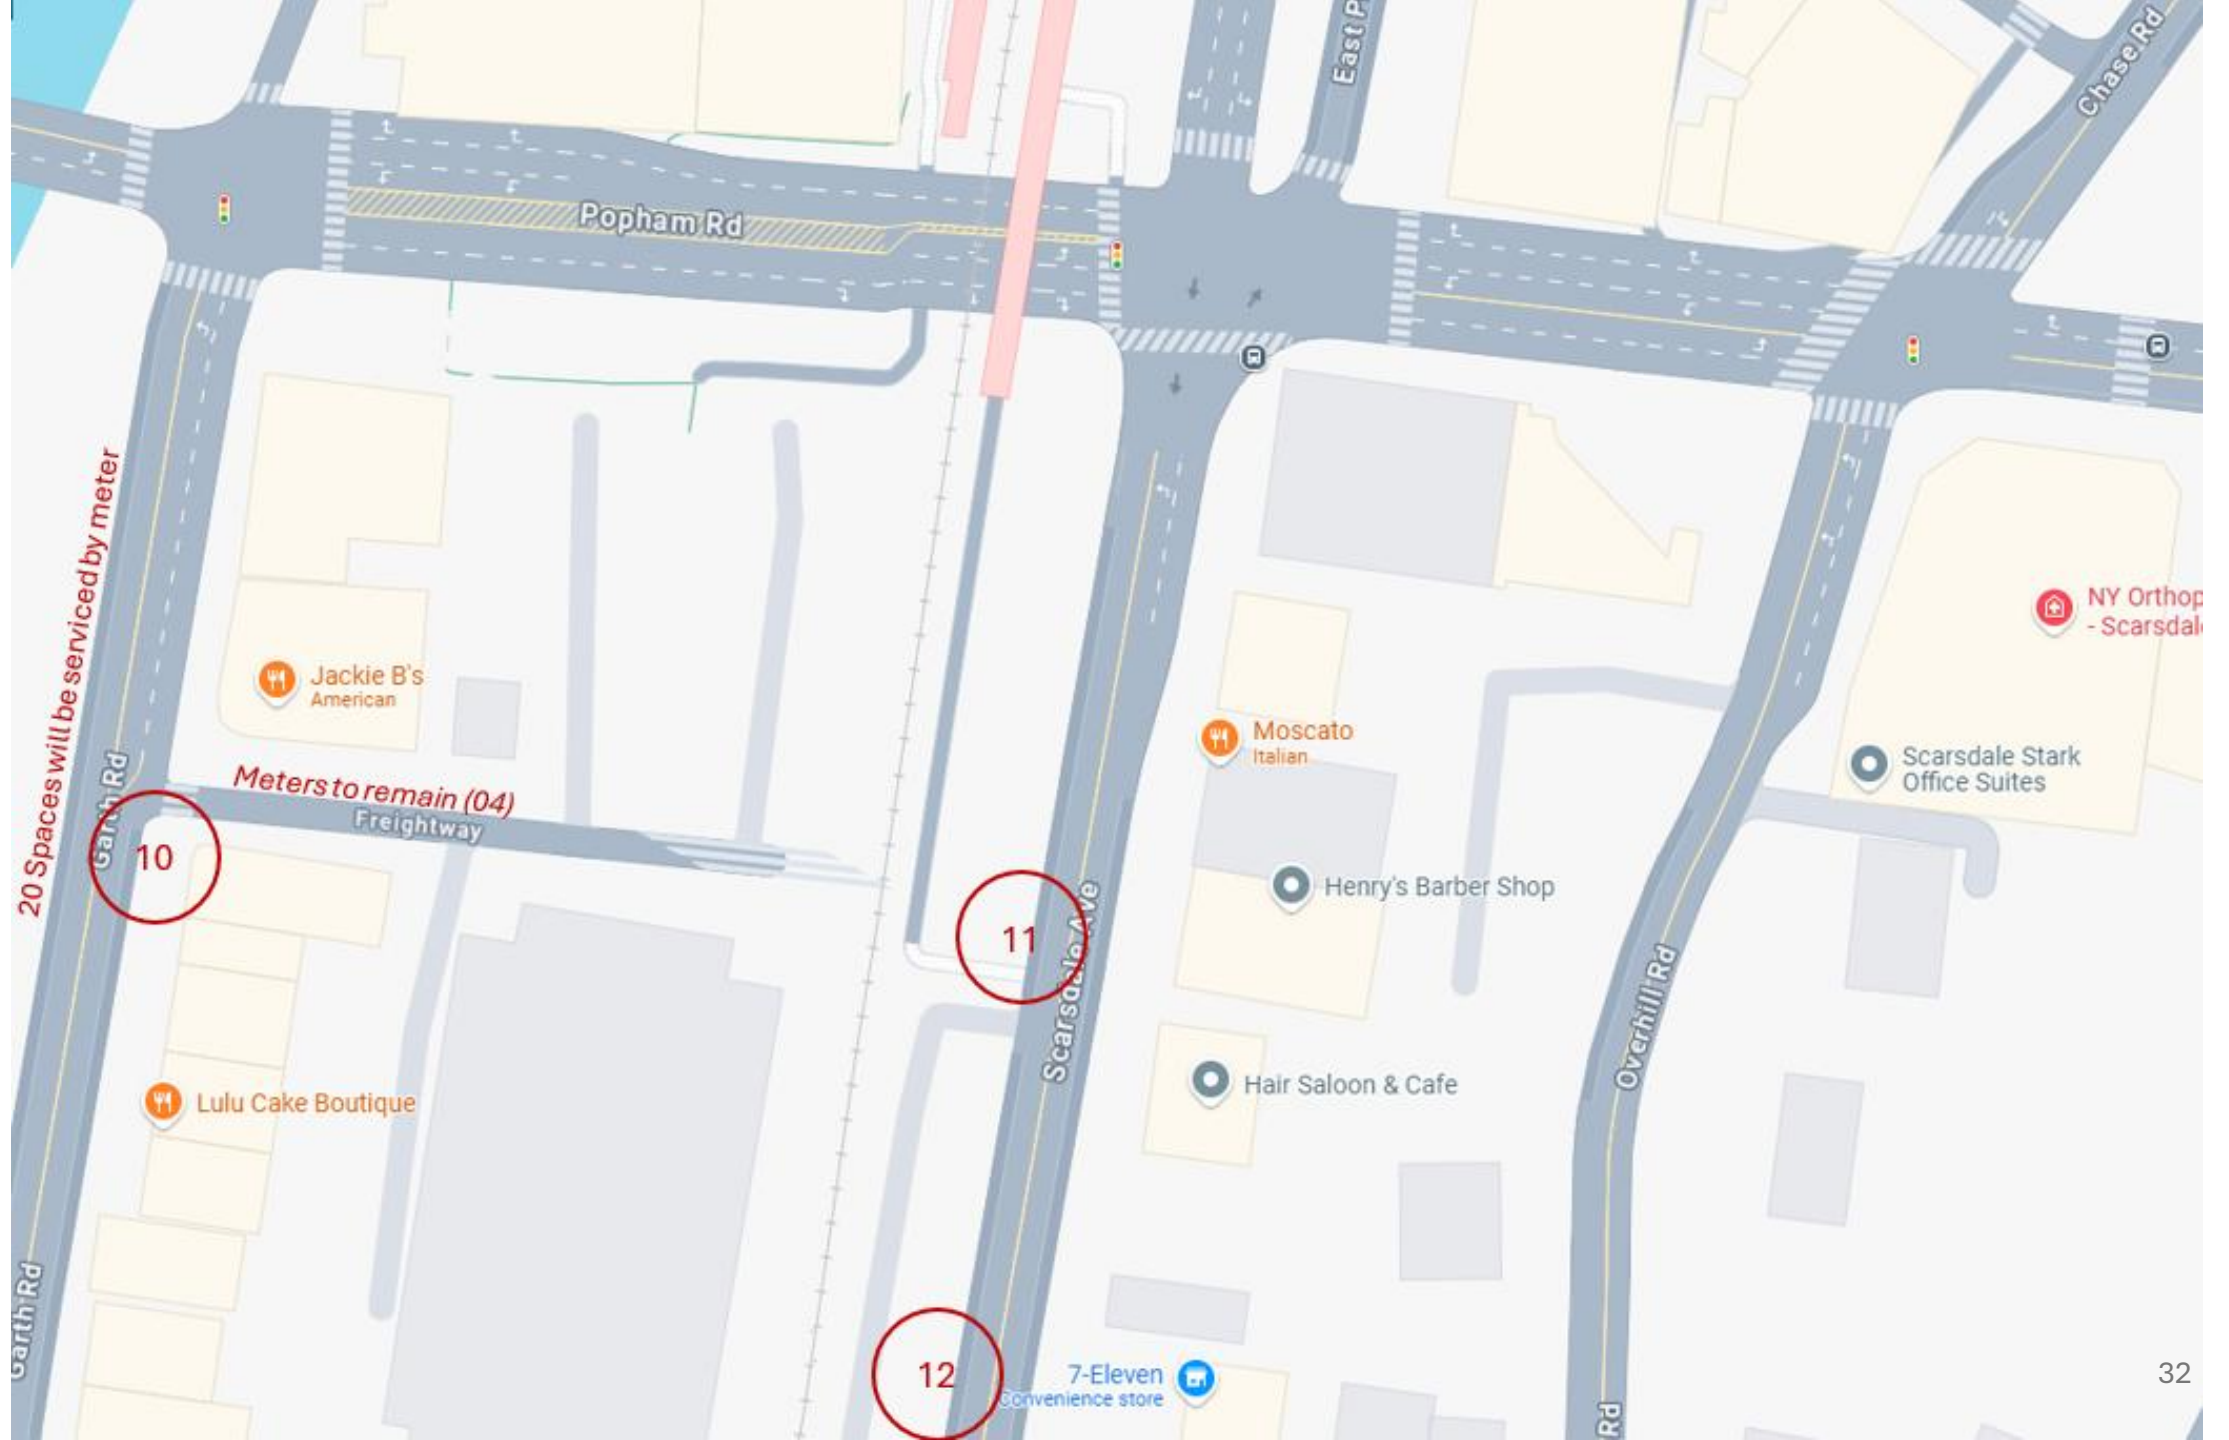 East P
Chase Rd
Popham Rd
20 Spaces will be serviced by meter
NY Orthop
- Scarsdale
Jackie B's
American
Moscato
Italian
Scarsdale Stark
Office Suites
Garth Rd
Meters to remain (04)
Freightway
10
Henry's Barber Shop
11
Scarsdale Ave
Overhill Rd
Hair Saloon & Cafe
Lulu Cake Boutique
Garth Rd
12
7-Eleven
Convenience store
32
Rd